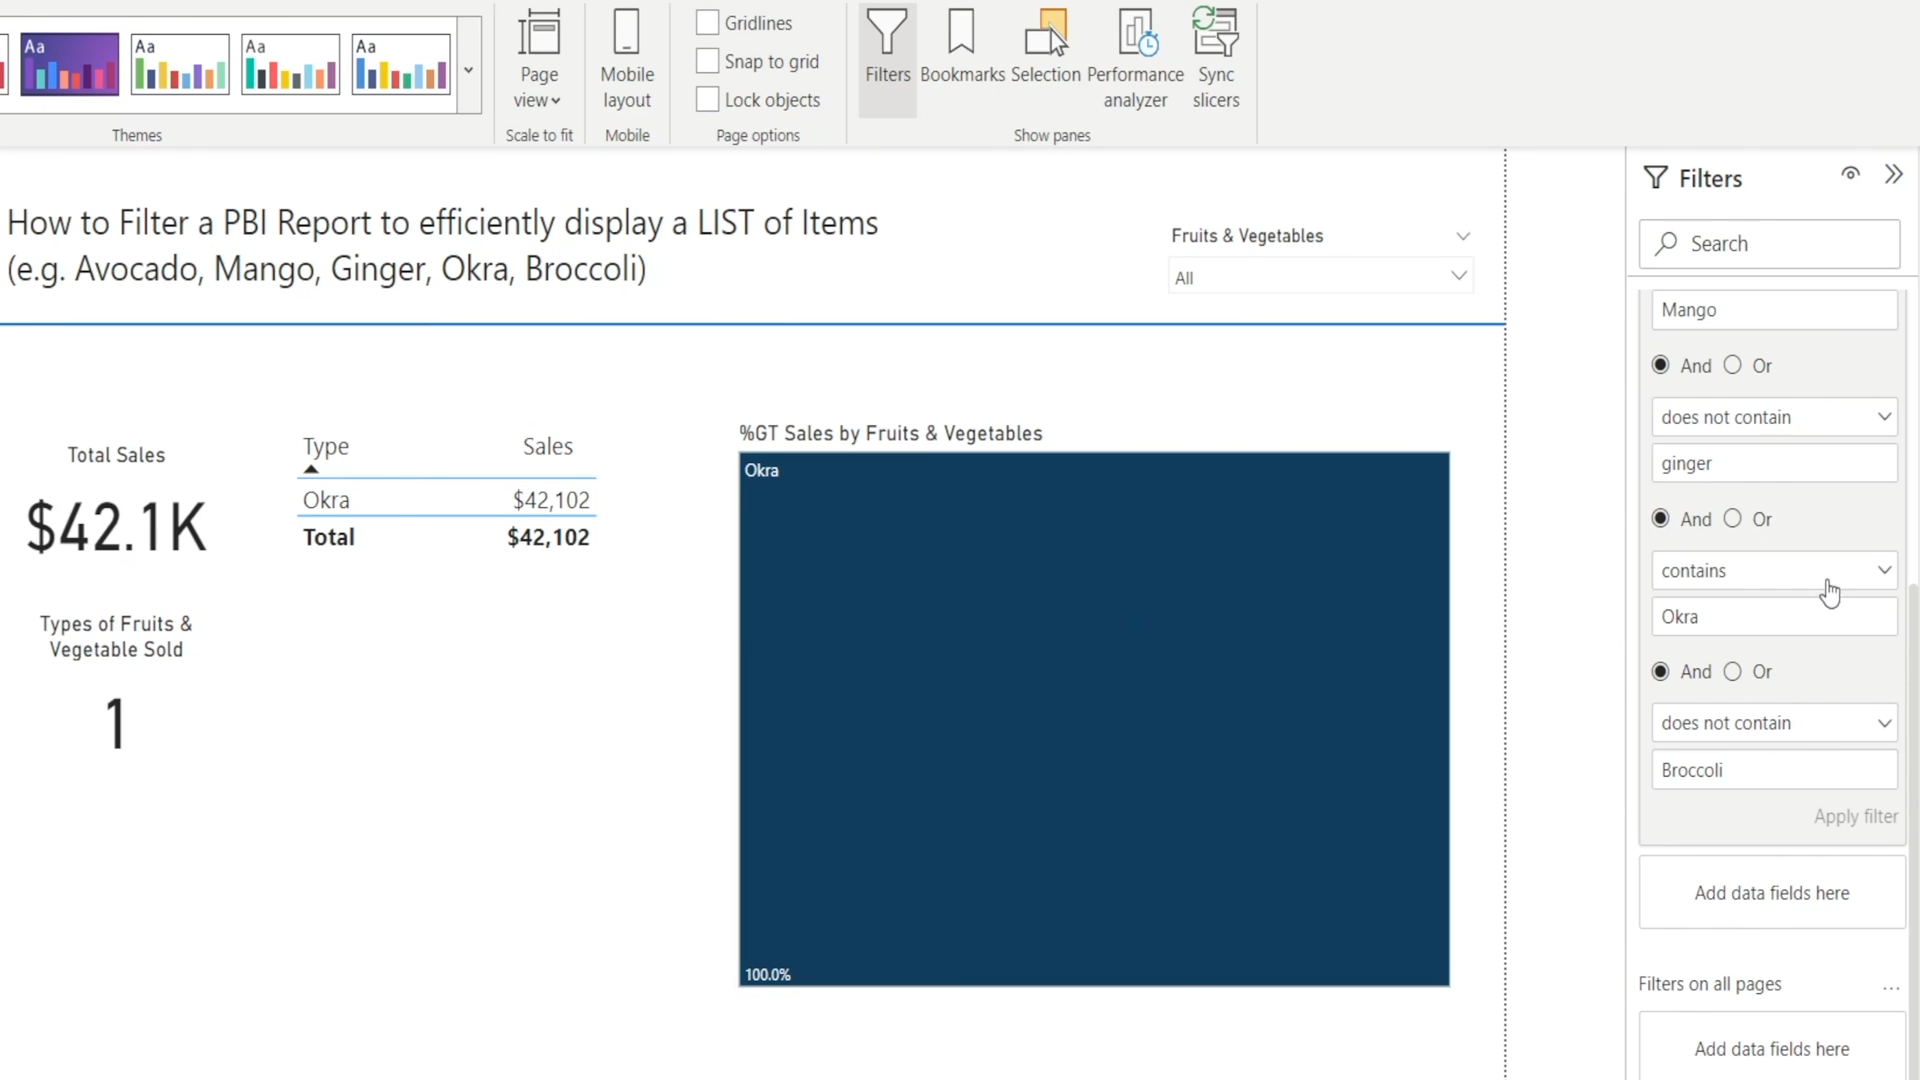 Aa
Aa
Aa
Aa
Themes
Page
view
Scale to fit
Mobile
layout
Mobile
Gridlines
Snap to grid
Lock objects
Page options
Filters
Bookmarks
Selection
Performance
analyzer
Sync
slicers
Show panes
How to Filter a PBI Report to efficiently display a LIST of Items
(e.g. Avocado, Mango, Ginger, Okra, Broccoli)
Fruits & Vegetables
All
Total Sales
$42.1K
Types of Fruits &
Vegetable Sold
1
Type Sales
Okra $42,102
Total $42,102
%GT Sales by Fruits & Vegetables
Okra
100.0%
Filters
Search
Mango
And Or
does not contain
ginger
And Or
contains
Okra
And Or
does not contain
Broccoli
Apply filter
Add data fields here
Filters on all pages ...
Add data fields here